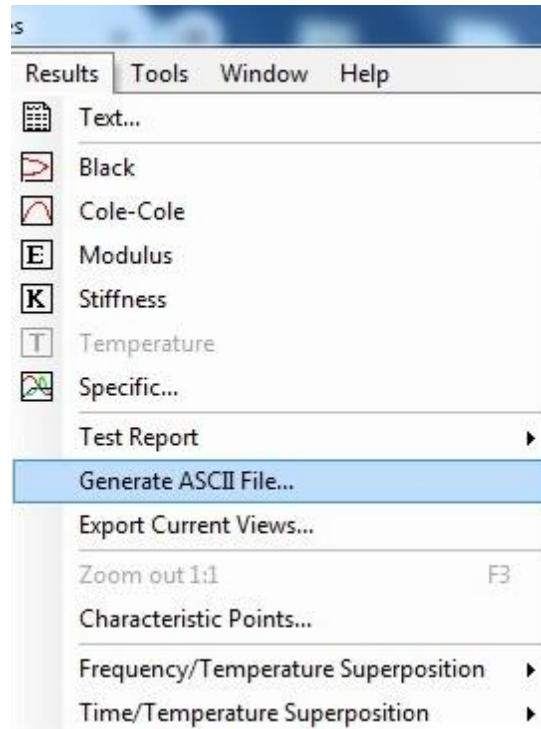 s
Results Tools Window Help
Text...
Black
Cole-Cole
E Modulus
K Stiffness
T Temperature
Specific...
Test Report
Generate ASCII File...
Export Current Views...
Zoom out 1:1 F3
Characteristic Points...
Frequency/Temperature Superposition
Time/Temperature Superposition